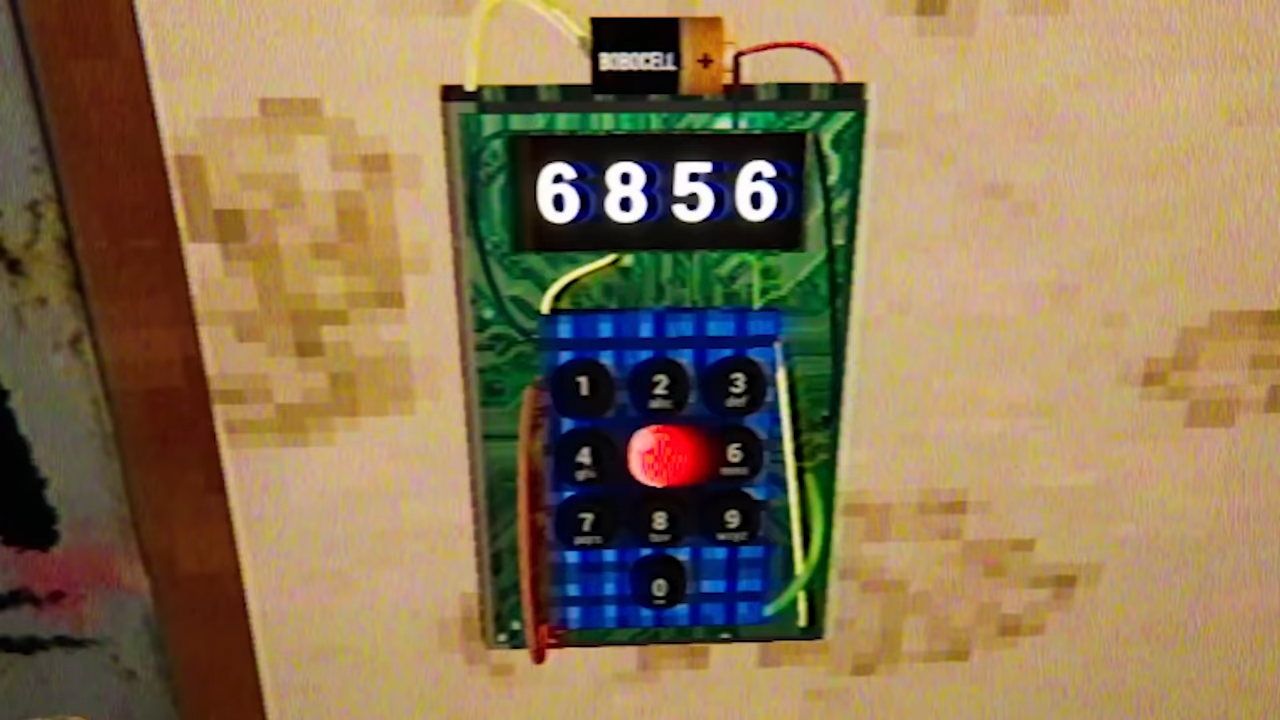 BOBOCELL +
6856
1 2 3
abc def
4 6
ghi mno
7 8 9
pqrs tuv wxyz
0